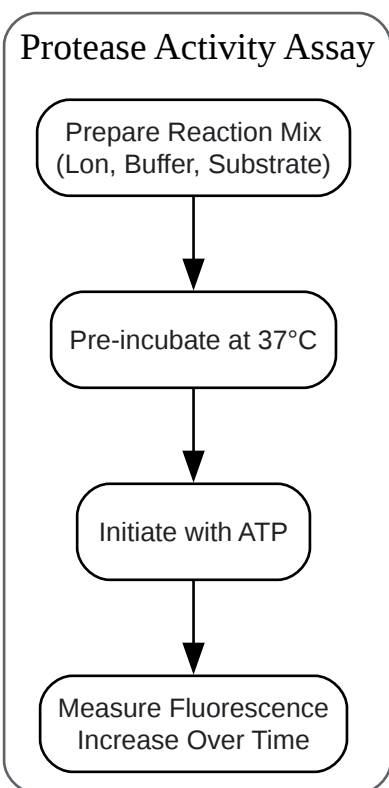 Protease Activity Assay
Prepare Reaction Mix
(Lon, Buffer, Substrate)
Pre-incubate at 37°C
Initiate with ATP
Measure Fluorescence
Increase Over Time